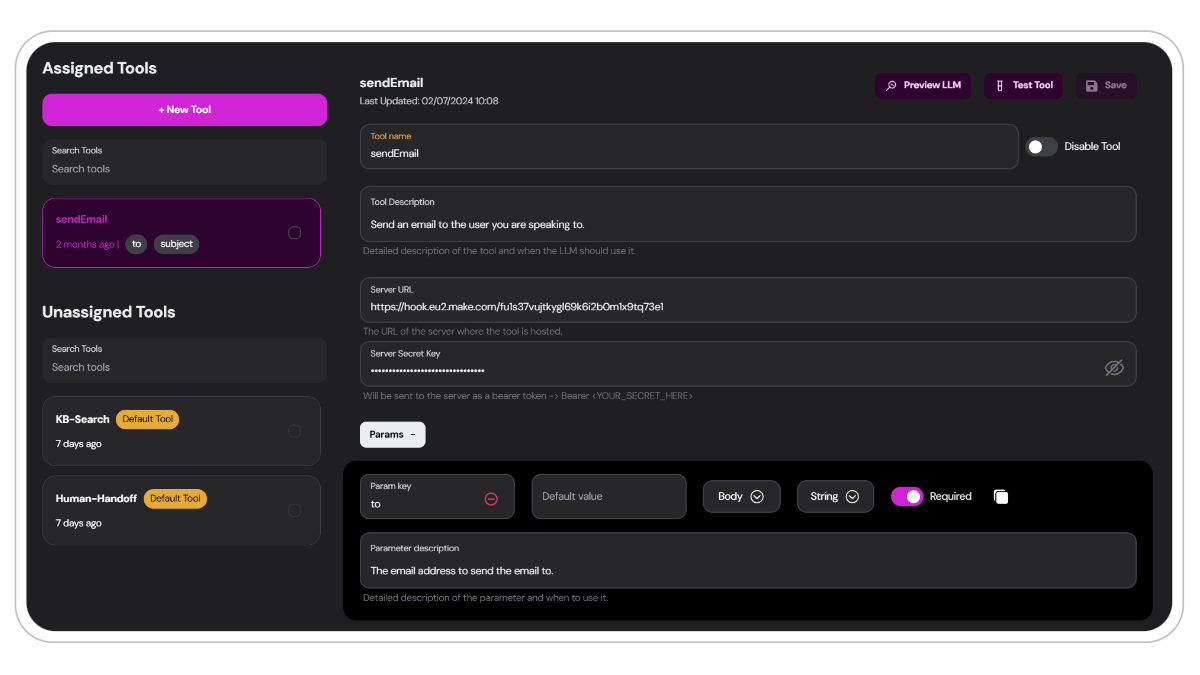 Assigned Tools
+ New Tool
Search Tools
Search tools
sendEmail
2 months ago | to subject
Unassigned Tools
Search Tools
Search tools
KB-Search Default Tool
7 days ago
Human-Handoff Default Tool
7 days ago
sendEmail
Last Updated: 02/07/2024 10:08
Preview LLM Test Tool Save
Tool name
sendEmail
Disable Tool
Tool Description
Send an email to the user you are speaking to.
Detailed description of the tool and when the LLM should use it.
Server URL
https://hook.eu2.make.com/fu1s37vujtkygl69k6i2b0m1x9tq73e1
The URL of the server where the tool is hosted.
Server Secret Key
••••••••••••••••••••••••••••••••
Will be sent to the server as a bearer token -> Bearer <YOUR_SECRET_HERE>
Params -
Param key
to
Default value
Body
String
Required
Parameter description
The email address to send the email to.
Detailed description of the parameter and when to use it.